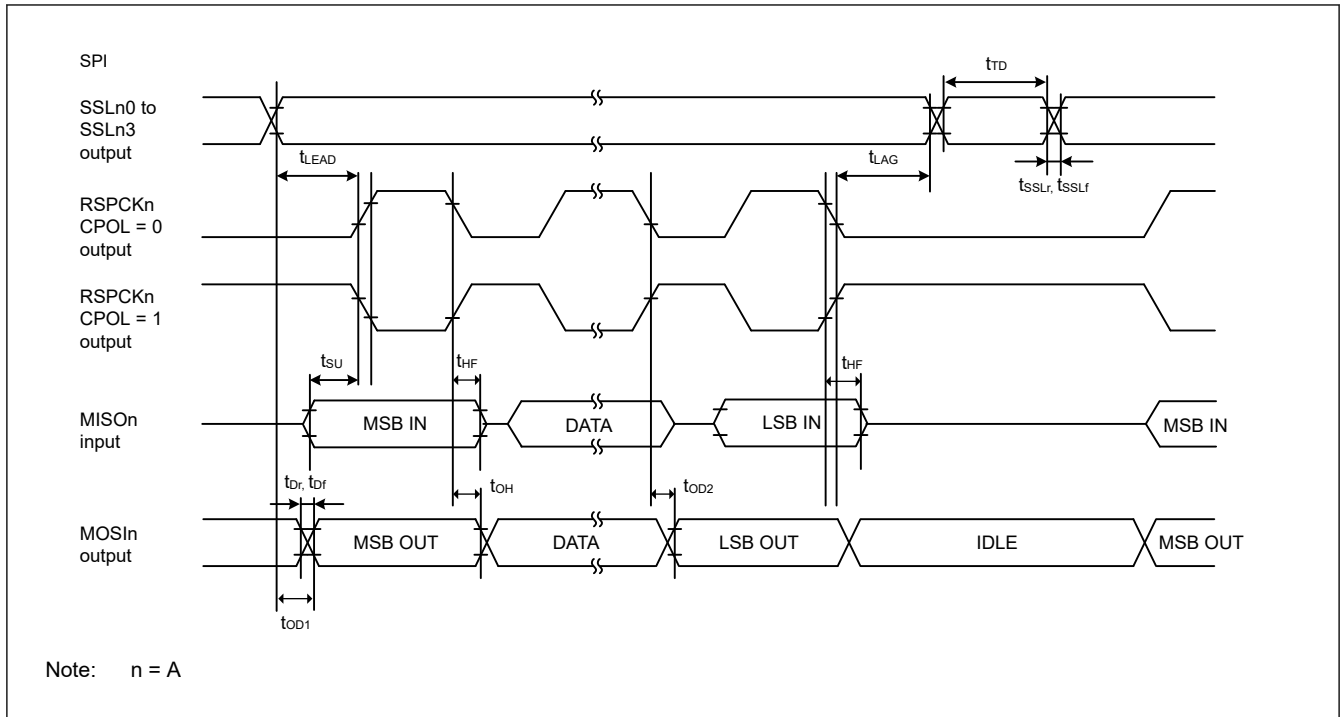 SPI
tTD
SSLn0 to
SSLn3
output
tLEAD
tLAG
tSSLr, tSSLf
RSPCKn
CPOL = 0
output
RSPCKn
CPOL = 1
output
tSU
tHF
tHF
MISOn
input
MSB IN
DATA
LSB IN
MSB IN
tDr, tDf
tOH
tOD2
MOSIn
output
MSB OUT
DATA
LSB OUT
IDLE
MSB OUT
tOD1
Note: n = A